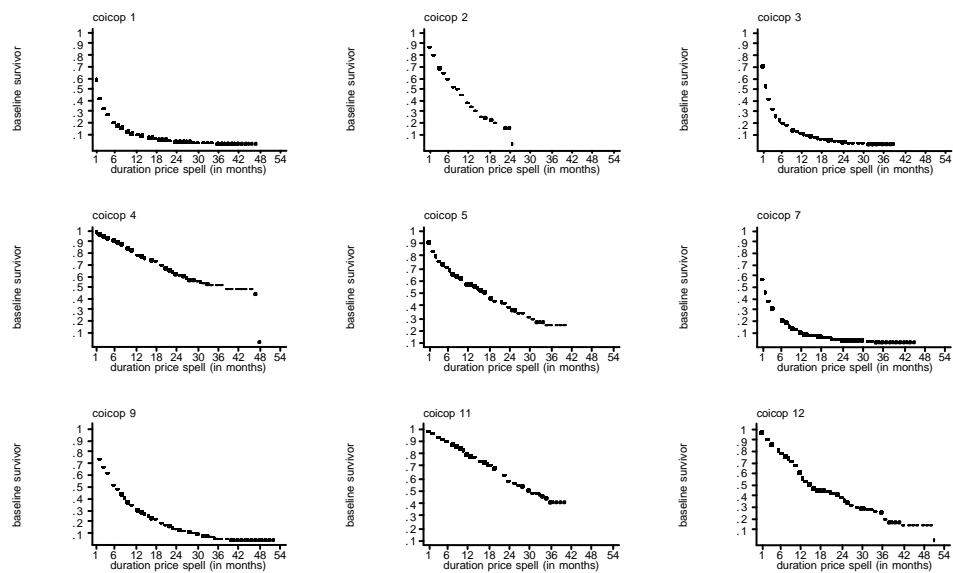 coicop 1
baseline survivor
1
.9
.8
.7
.6
.5
.4
.3
.2
.1
1 6 12 18 24 30 36 42 48 54
duration price spell (in months)
coicop 2
baseline survivor
1
.9
.8
.7
.6
.5
.4
.3
.2
.1
1 6 12 18 24 30 36 42 48 54
duration price spell (in months)
coicop 3
baseline survivor
1
.9
.8
.7
.6
.5
.4
.3
.2
.1
1 6 12 18 24 30 36 42 48 54
duration price spell (in months)
coicop 4
baseline survivor
1
.9
.8
.7
.6
.5
.4
.3
.2
.1
1 6 12 18 24 30 36 42 48 54
duration price spell (in months)
coicop 5
baseline survivor
1
.9
.8
.7
.6
.5
.4
.3
.2
.1
1 6 12 18 24 30 36 42 48 54
duration price spell (in months)
coicop 7
baseline survivor
1
.9
.8
.7
.6
.5
.4
.3
.2
.1
1 6 12 18 24 30 36 42 48 54
duration price spell (in months)
coicop 9
baseline survivor
1
.9
.8
.7
.6
.5
.4
.3
.2
.1
1 6 12 18 24 30 36 42 48 54
duration price spell (in months)
coicop 11
baseline survivor
1
.9
.8
.7
.6
.5
.4
.3
.2
.1
1 6 12 18 24 30 36 42 48 54
duration price spell (in months)
coicop 12
baseline survivor
1
.9
.8
.7
.6
.5
.4
.3
.2
.1
1 6 12 18 24 30 36 42 48 54
duration price spell (in months)